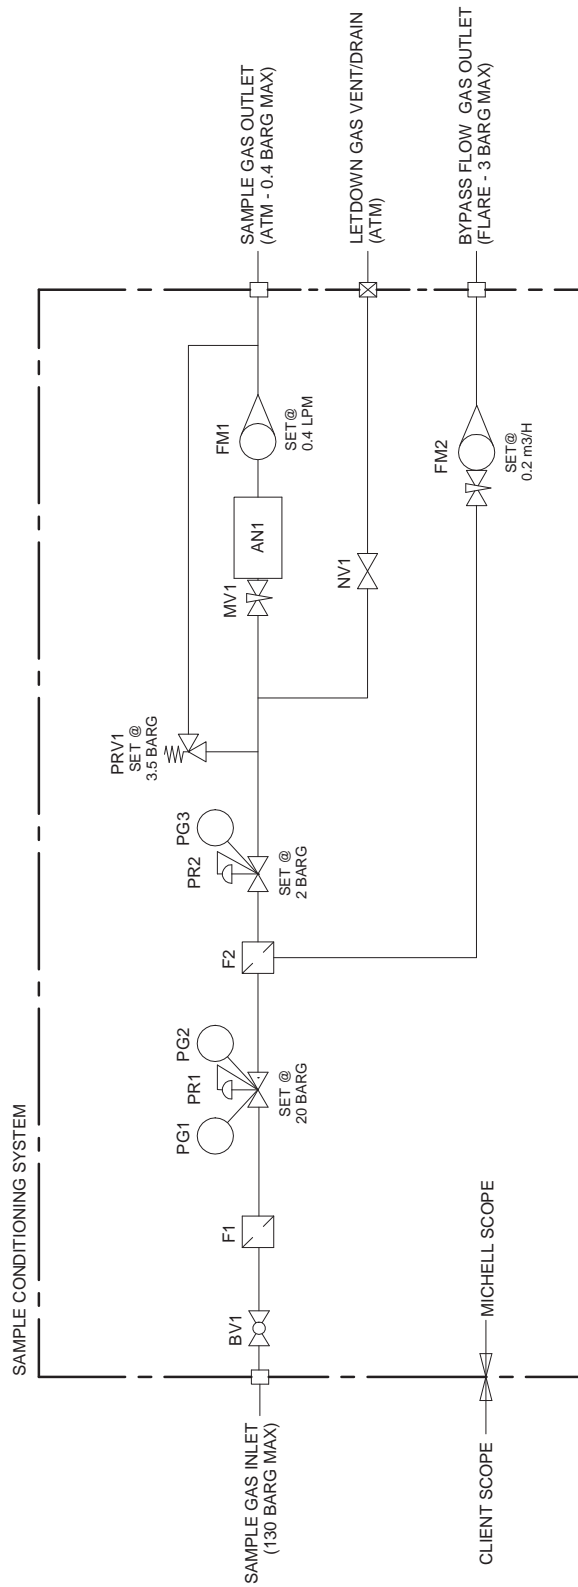 SAMPLE CONDITIONING SYSTEM
SAMPLE GAS INLET
(130 BARG MAX)
BV1
F1
PG1
PR1
PG2
SET @
20 BARG
F2
PR2
PG3
SET @
2 BARG
PRV1
SET @
3.5 BARG
MV1
AN1
FM1
SET @
0.4 LPM
SAMPLE GAS OUTLET
(ATM - 0.4 BARG MAX)
NV1
LETDOWN GAS VENT/DRAIN
(ATM)
FM2
SET@
0.2 m3/H
BYPASS FLOW GAS OUTLET
(FLARE - 3 BARG MAX)
CLIENT SCOPE
MICHELL SCOPE